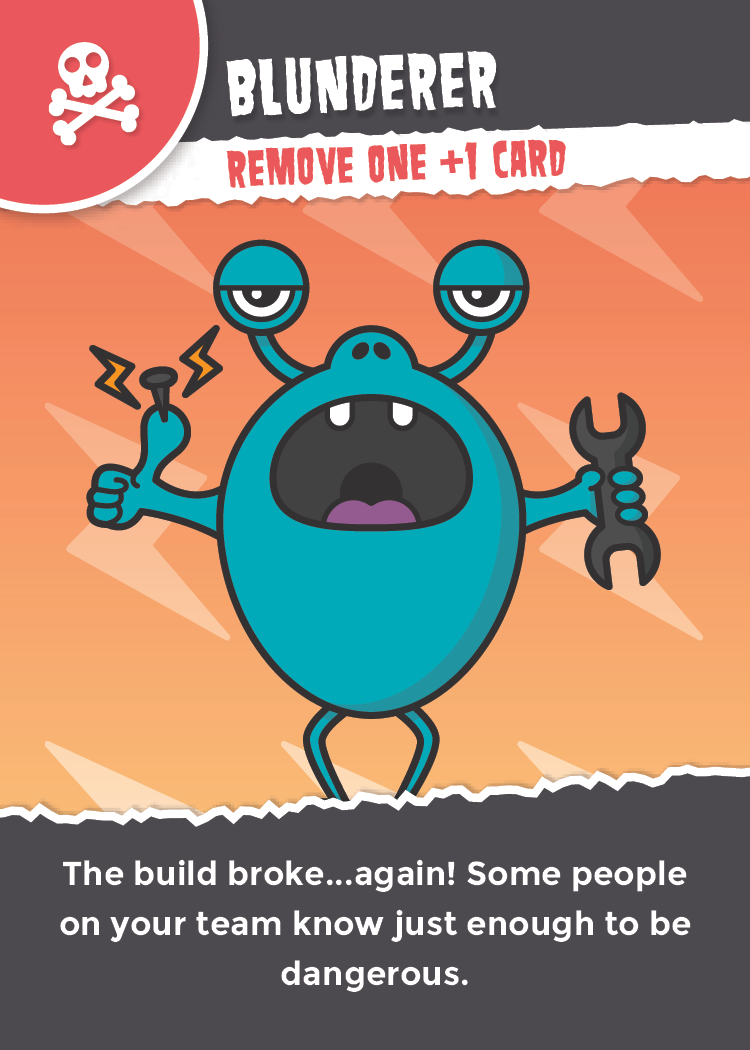 BLUNDERER
REMOVE ONE +1 CARD
The build broke...again! Some people
on your team know just enough to be
dangerous.